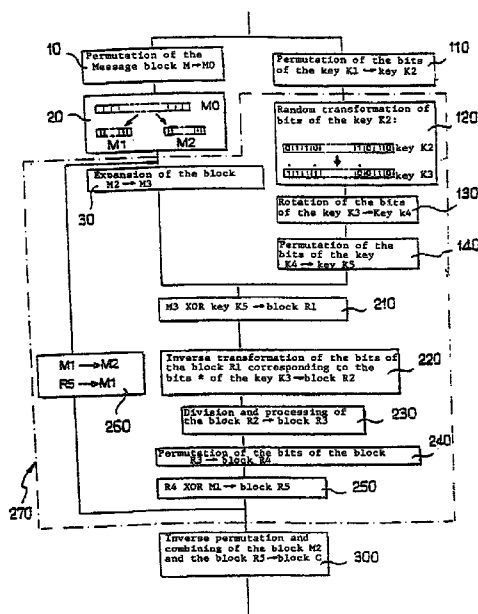 10
Permutation of the
Message block M→M0
Permutation of the bits
of the key K1→key K2
110
20
M0
M1
M2
Random transformation of
bits of the key K2:
key K2
key K3
120
Expansion of the block
M2→M3
30
Rotation of the bits
of the key K3→Key k4
130
Permutation of the
bits of the key
K4→key K5
140
M3 XOR key K5→block R1
210
M1→M2
R5→M1
260
Inverse transformation of the bits of
the block R1 corresponding to the
bits * of the key K3→block R2
220
Division and processing of
the block R2→block R3
230
Permutation of the bits of the block
R3→block R4
240
R4 XOR M1→block R5
250
270
Inverse permutation and
combining of the block M2
and the block R5→block C
300